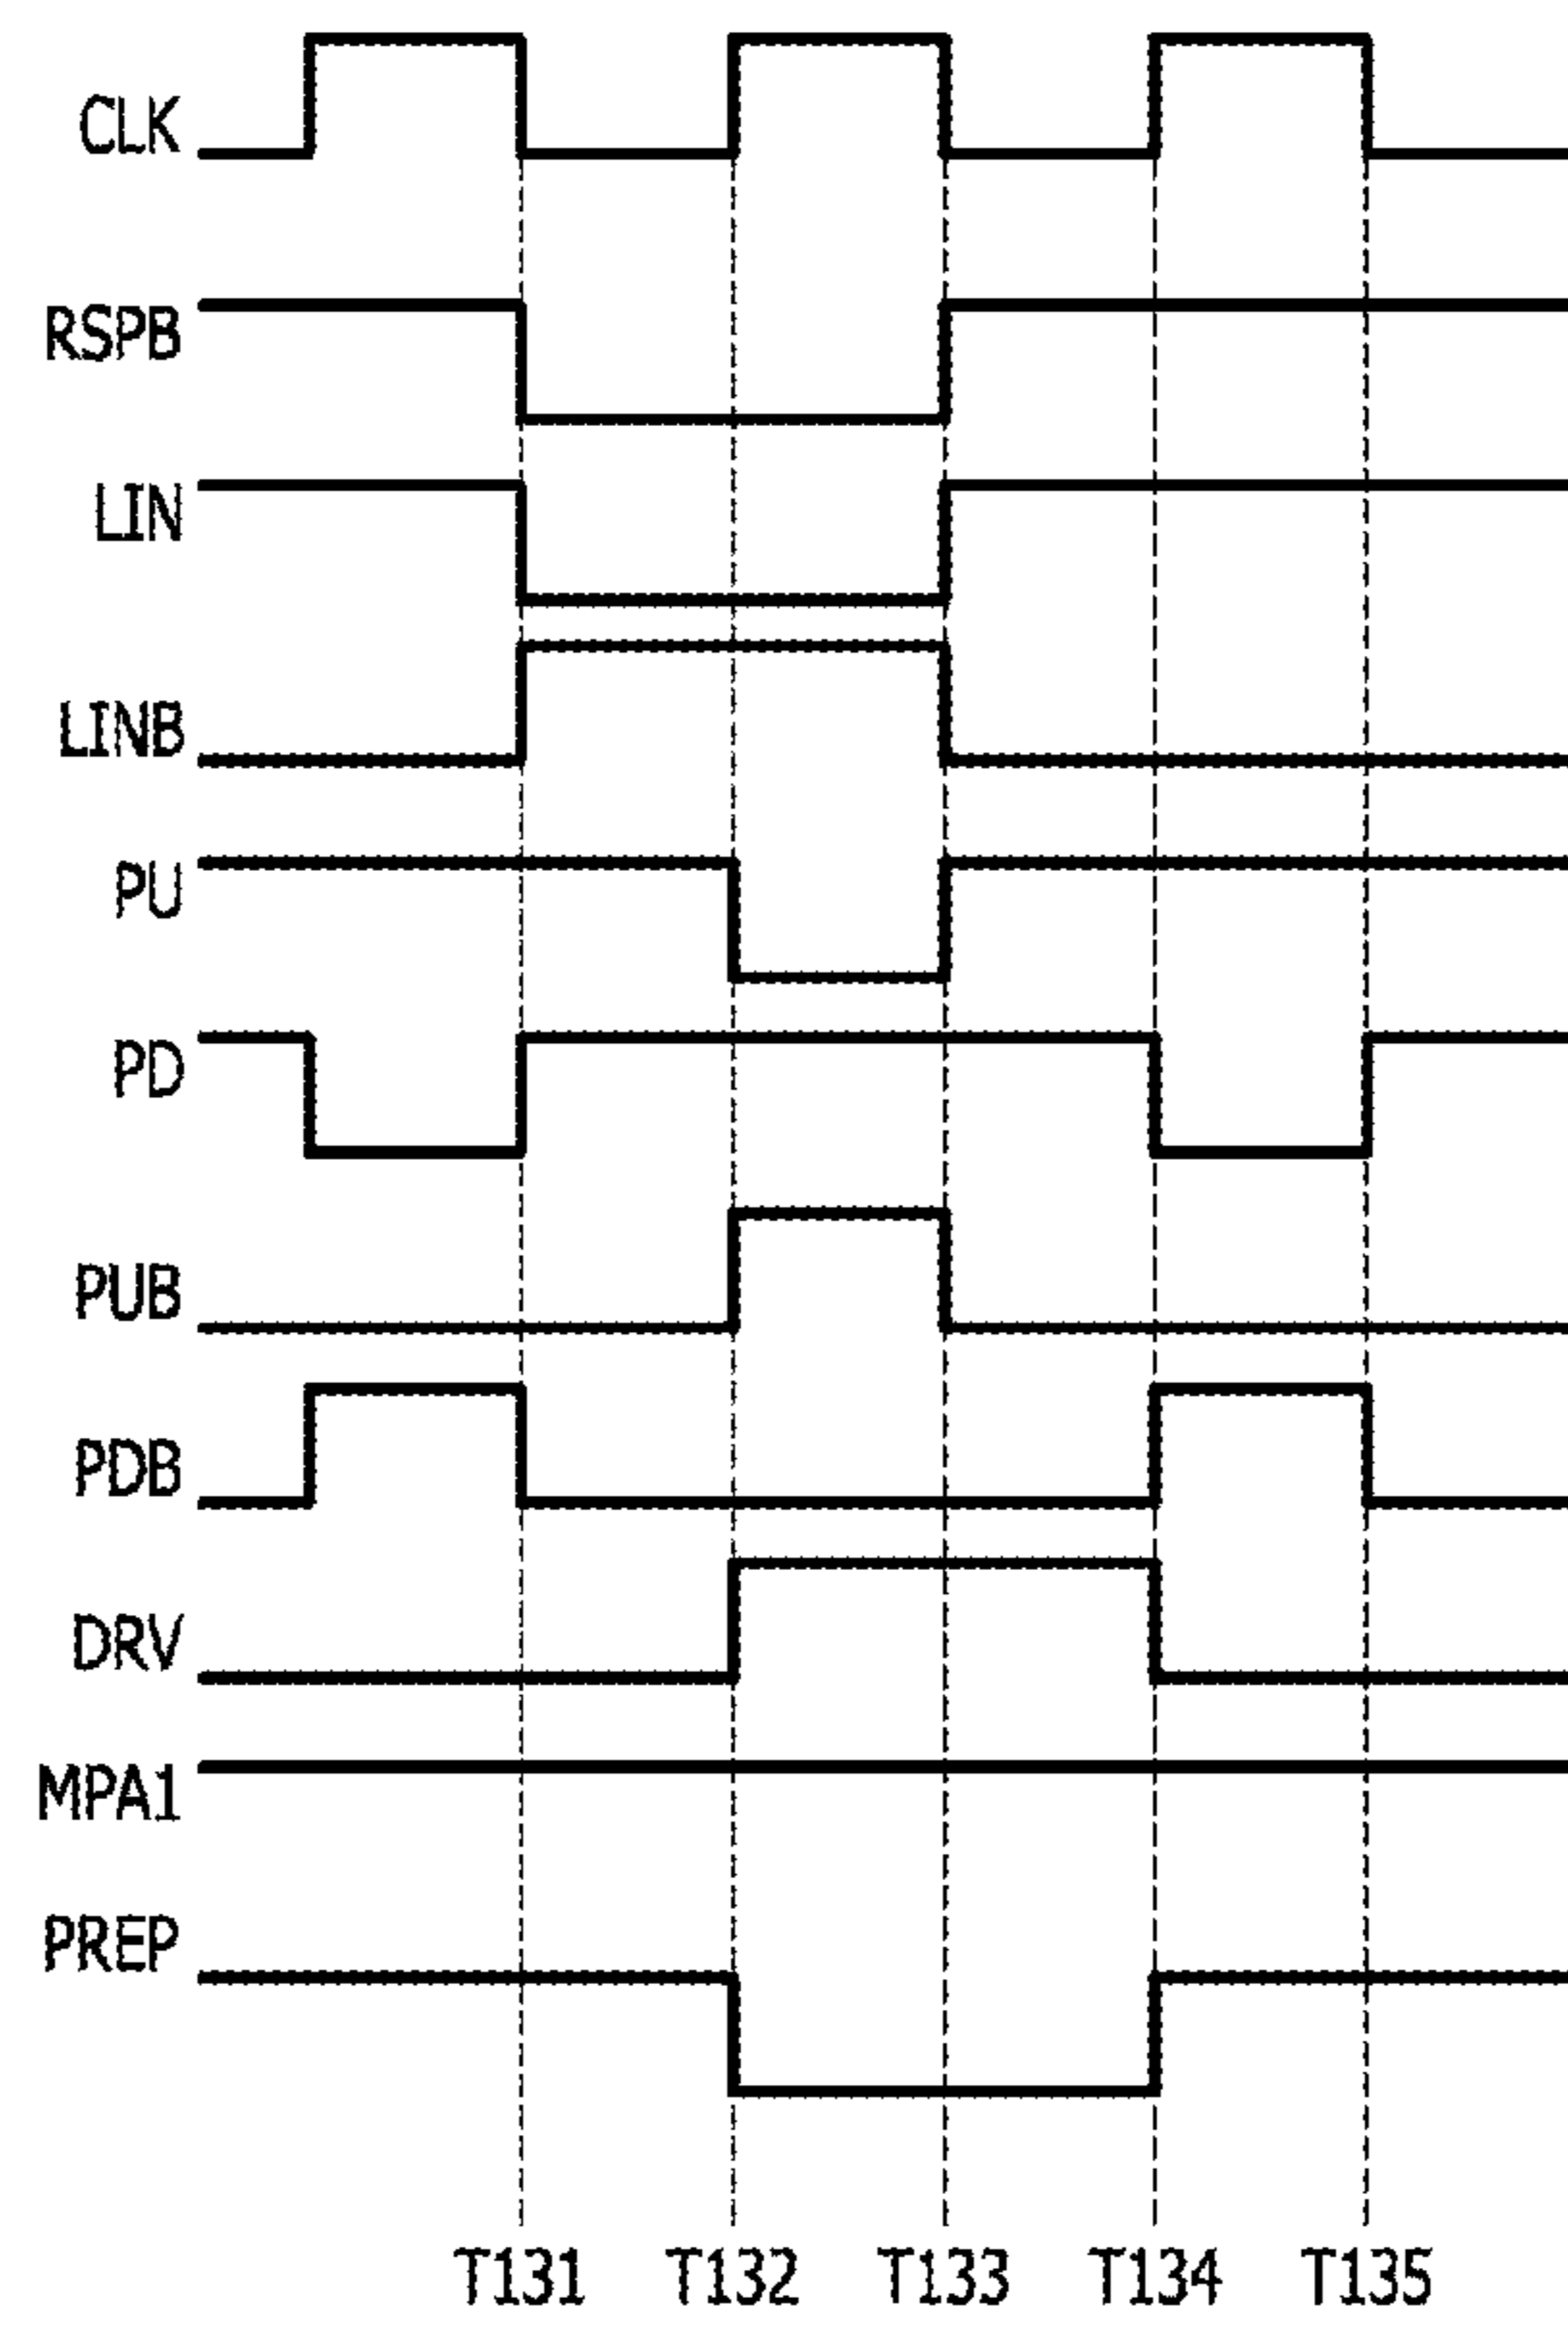 CLK
RSPB
LIN
LINB
PU
PD
PUB
PDB
DRV
MPA1
PREP
T131 T132 T133 T134 T135